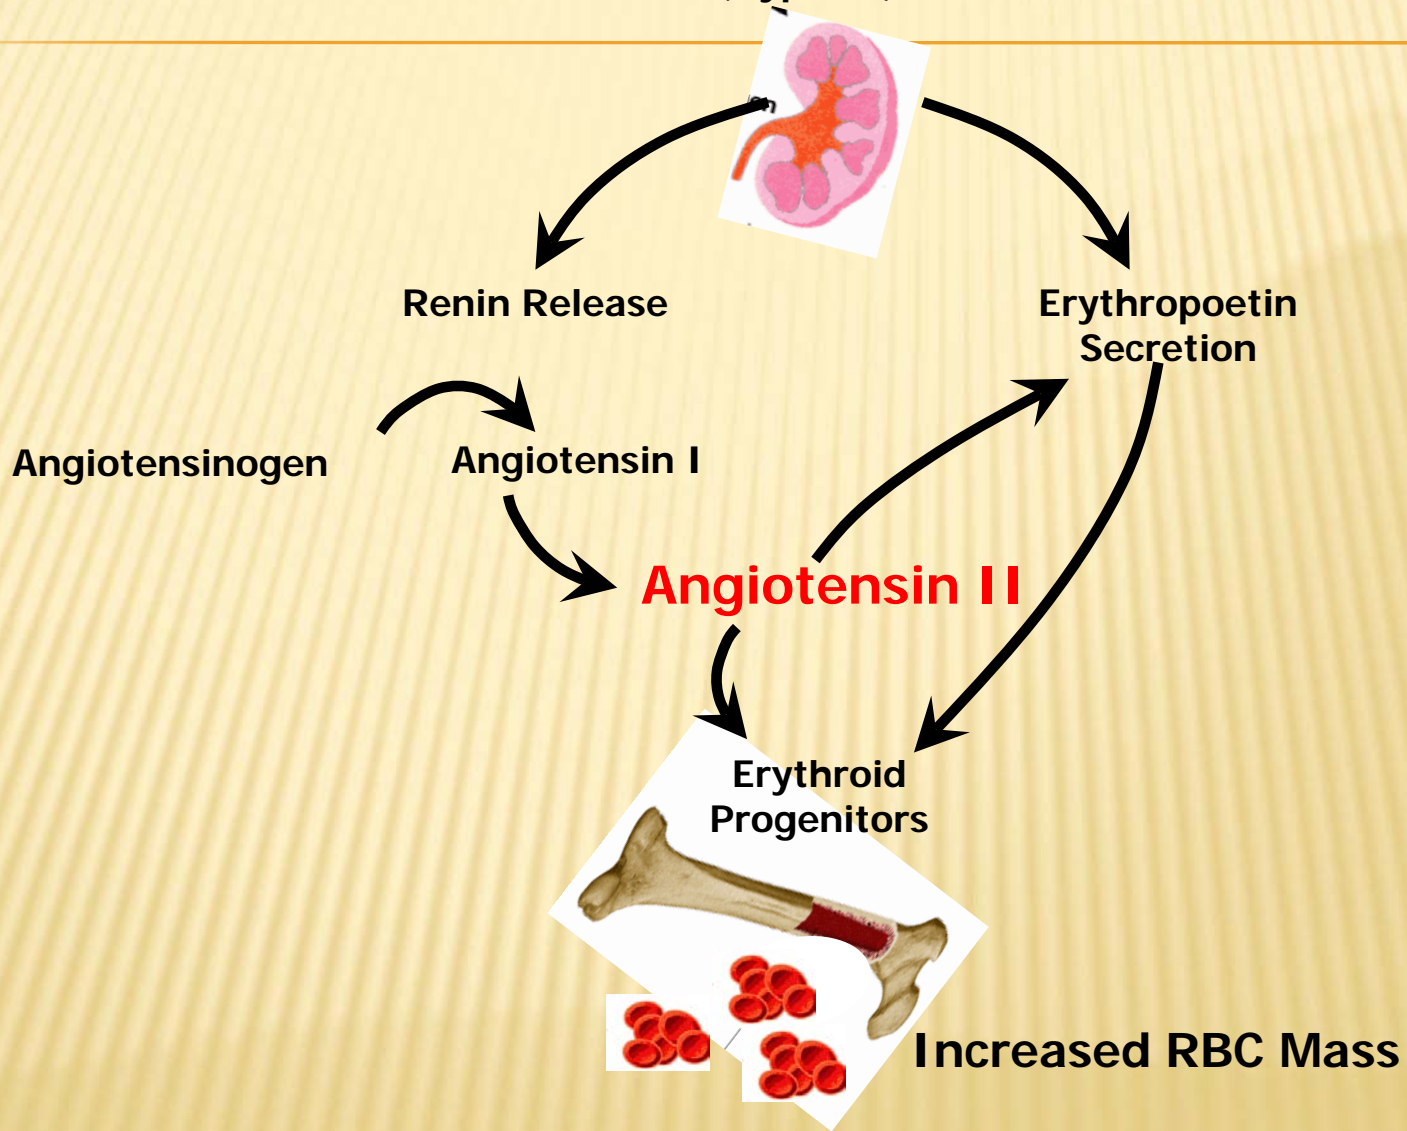 Renin Release
Erythropoetin
Secretion
Angiotensinogen
Angiotensin I
Angiotensin II
Erythroid
Progenitors
Increased RBC Mass